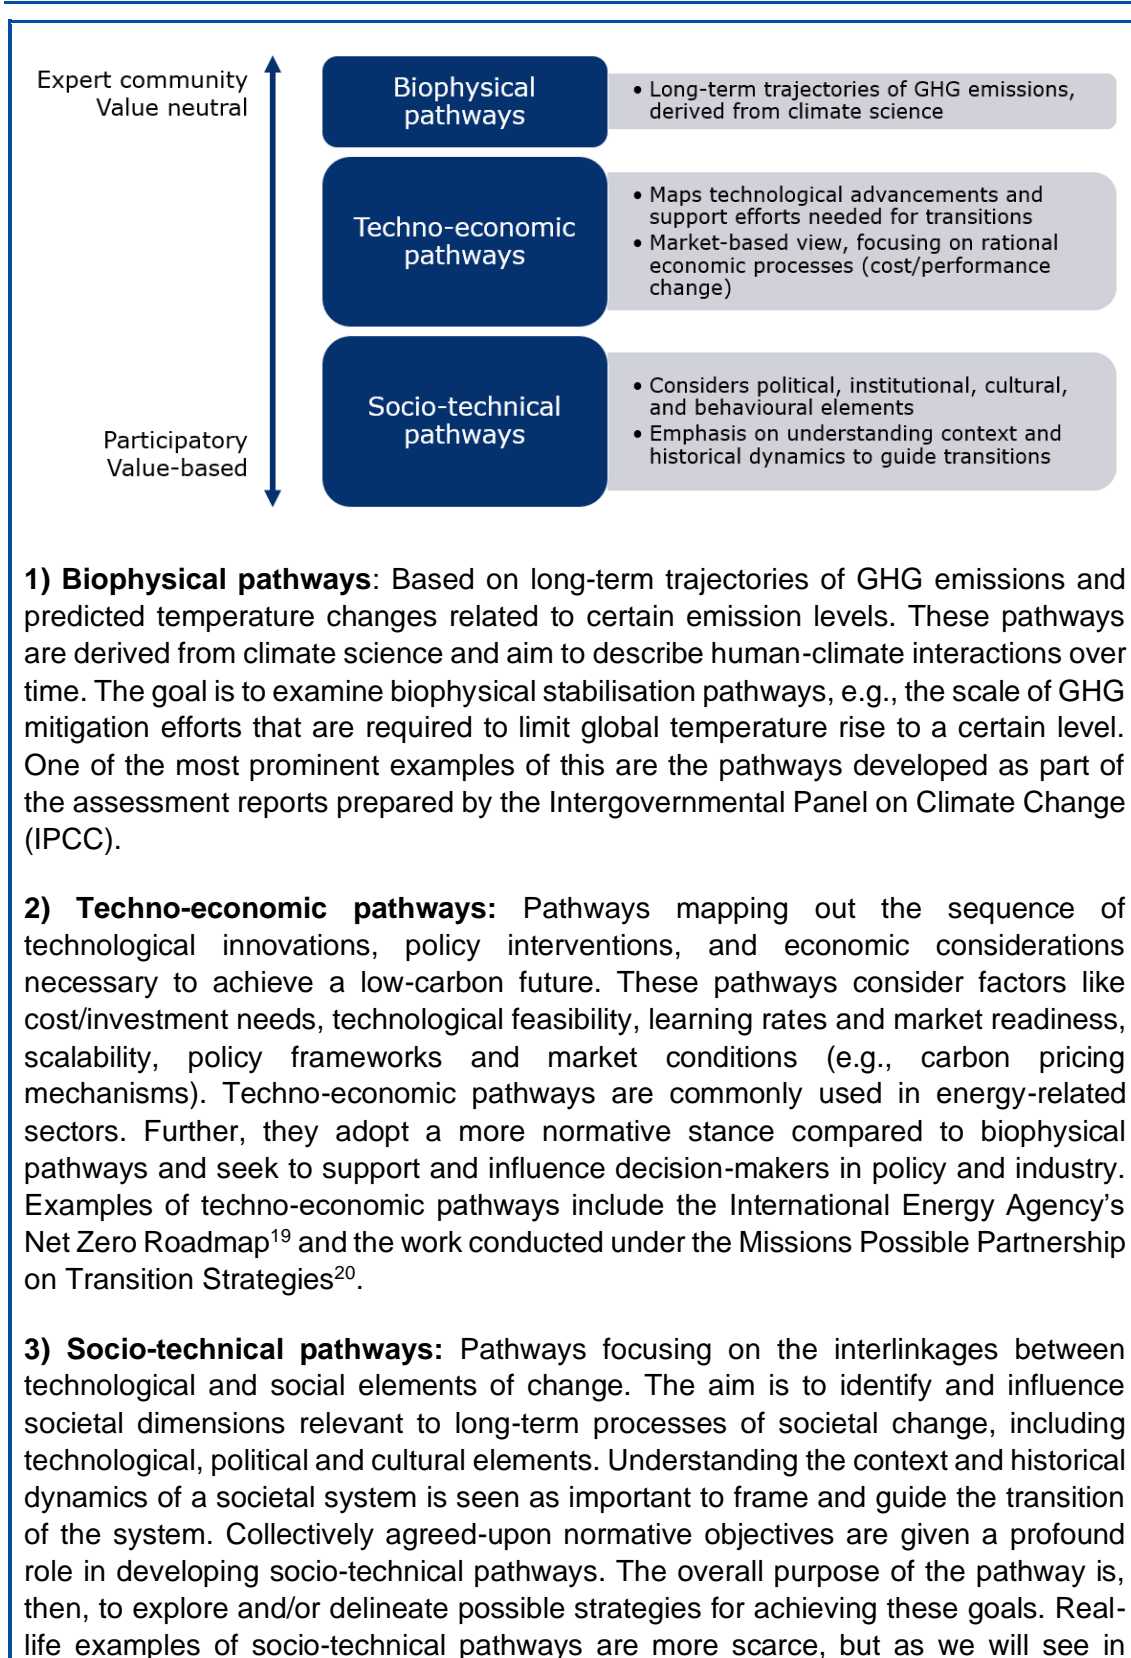 Expert community
Value neutral
Biophysical
pathways
• Long-term trajectories of GHG emissions,
derived from climate science
Techno-economic
pathways
• Maps technological advancements and
support efforts needed for transitions
• Market-based view, focusing on rational
economic processes (cost/performance
change)
Socio-technical
pathways
• Considers political, institutional, cultural,
and behavioural elements
• Emphasis on understanding context and
historical dynamics to guide transitions
Participatory
Value-based
1) Biophysical pathways: Based on long-term trajectories of GHG emissions and
predicted temperature changes related to certain emission levels. These pathways
are derived from climate science and aim to describe human-climate interactions over
time. The goal is to examine biophysical stabilisation pathways, e.g., the scale of GHG
mitigation efforts that are required to limit global temperature rise to a certain level.
One of the most prominent examples of this are the pathways developed as part of
the assessment reports prepared by the Intergovernmental Panel on Climate Change
(IPCC).
2) Techno-economic pathways: Pathways mapping out the sequence of
technological innovations, policy interventions, and economic considerations
necessary to achieve a low-carbon future. These pathways consider factors like
cost/investment needs, technological feasibility, learning rates and market readiness,
scalability, policy frameworks and market conditions (e.g., carbon pricing
mechanisms). Techno-economic pathways are commonly used in energy-related
sectors. Further, they adopt a more normative stance compared to biophysical
pathways and seek to support and influence decision-makers in policy and industry.
Examples of techno-economic pathways include the International Energy Agency’s
Net Zero Roadmap19 and the work conducted under the Missions Possible Partnership
on Transition Strategies20.
3) Socio-technical pathways: Pathways focusing on the interlinkages between
technological and social elements of change. The aim is to identify and influence
societal dimensions relevant to long-term processes of societal change, including
technological, political and cultural elements. Understanding the context and historical
dynamics of a societal system is seen as important to frame and guide the transition
of the system. Collectively agreed-upon normative objectives are given a profound
role in developing socio-technical pathways. The overall purpose of the pathway is,
then, to explore and/or delineate possible strategies for achieving these goals. Real-
life examples of socio-technical pathways are more scarce, but as we will see in